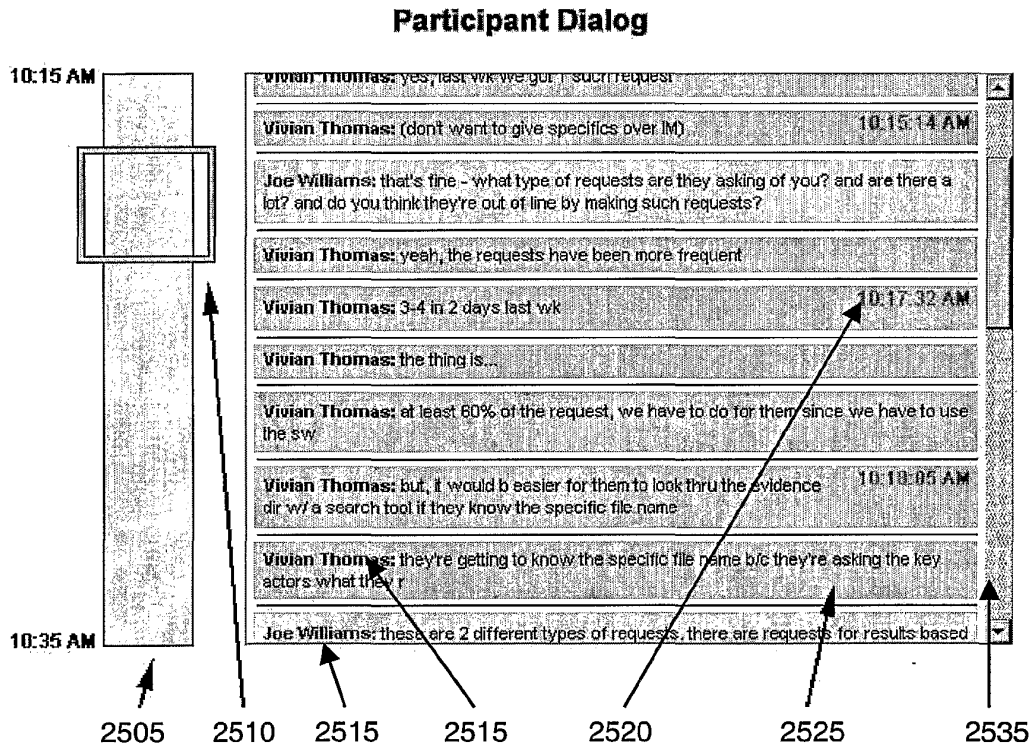 Participant Dialog
10:15 AM
Vivian Thomas: yes, last wk we got 1 such request
Vivian Thomas: (don't want to give specifics over IM)
10:15:14 AM
Joe Williams: that's fine - what type of requests are they asking of you? and are there a
lot? and do you think they're out of line by making such requests?
Vivian Thomas: yeah, the requests have been more frequent
Vivian Thomas: 3-4 in 2 days last wk
10:17:32 AM
Vivian Thomas: the thing is...
Vivian Thomas: at least 60% of the request, we have to do for them since we have to use
the sw
Vivian Thomas: but, it would b easier for them to look thru the evidence
10:18:05 AM
dir w/ a search tool if they know the specific file name
Vivian Thomas: they're getting to know the specific file name b/c they're asking the key
actors what they r
Joe Williams: these are 2 different types of requests, there are requests for results based
10:35 AM
2505 2510 2515 2515 2520 2525 2535